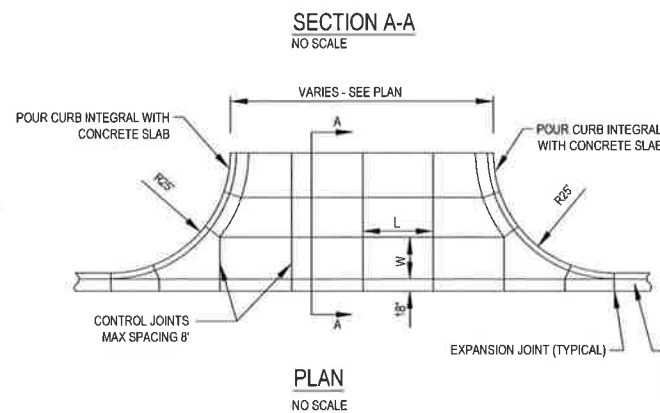 SECTION A-A
NO SCALE
VARIES - SEE PLAN
POUR CURB INTEGRAL WITH
CONCRETE SLAB
A
POUR CURB INTEGRAL
WITH CONCRETE SLAB
R25'
R25'
L
W
18"
CONTROL JOINTS
MAX SPACING 8'
A
EXPANSION JOINT (TYPICAL)
PLAN
NO SCALE